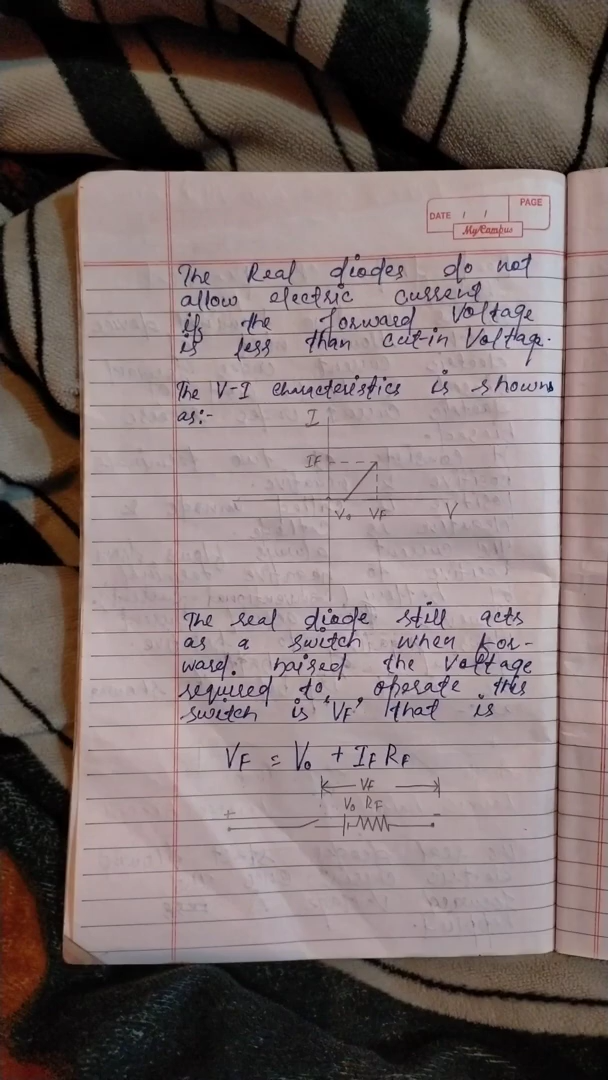 DATE / / PAGE
MyCampus
The Real diodes do not
allow electric current
if the forward voltage
is less than cut-in Voltage.
The V-I characteristics is shown
as:-
I
IF
V₀ VF V
The real diode still acts
as a switch when for-
ward. baised the voltage
required to operate this
switch is "VF" that is
VF = V₀ + IF RF
VF
V₀ RF
+ -